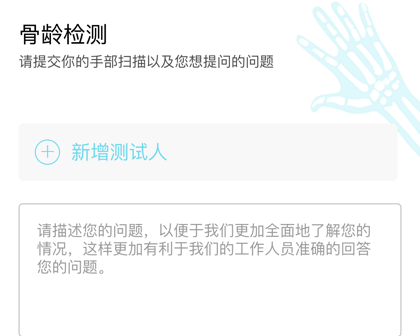 骨龄检测
请提交你的手部扫描以及您想提问的问题
新增测试人
请描述您的问题，以便于我们更加全面地了解您的
情况，这样更加有利于我们的工作人员准确的回答
您的问题。